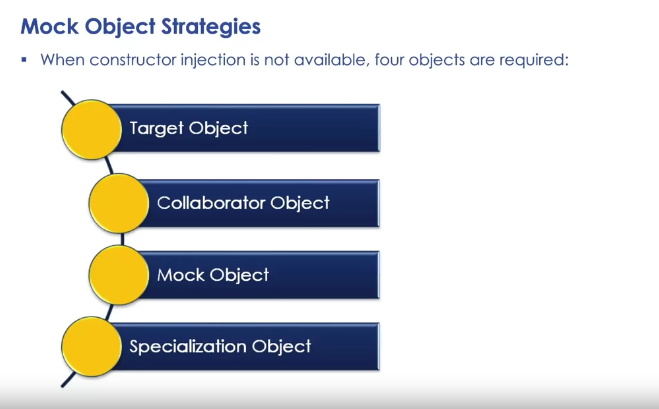 Mock Object Strategies
▪ When constructor injection is not available, four objects are required:
Target Object
Collaborator Object
Mock Object
Specialization Object